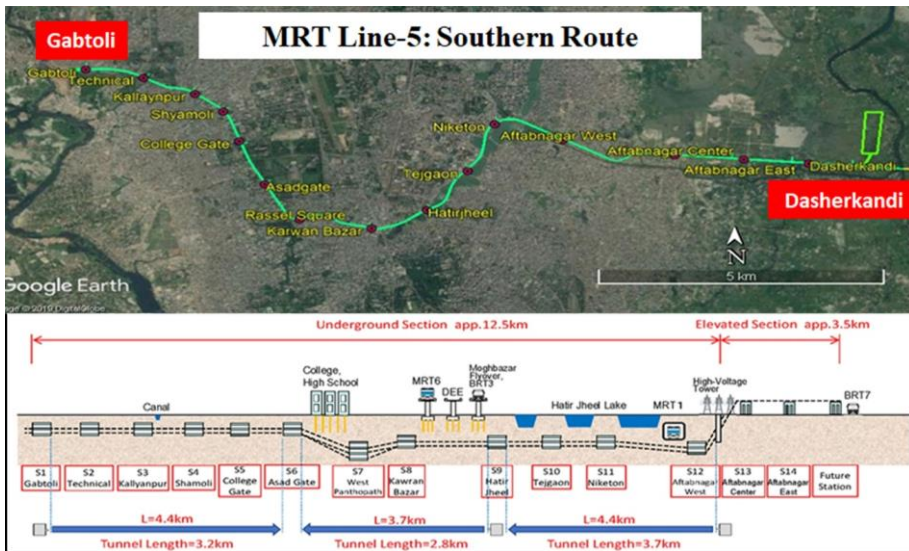 MRT Line-5: Southern Route
Gabtoli
Gabtoli
Technical
Kallaynpur
Shyamoli
College Gate
Asadgate
Rassel Square
Karwan Bazar
Hatirjheel
Tejgaon
Niketon
Aftabnagar West
Aftabnagar Center
Aftabnagar East
Dasherkandi
Dasherkandi
N
5 km
Google Earth
Underground Section app.12.5km
Elevated Section app.3.5km
College,
High School
MRT6
DEE
Moghbazar
Flyover,
BRT3
High-Voltage
Tower
Canal
Hatir Jheel Lake
MRT 1
BRT7
S1
Gabtoli
S2
Technical
S3
Kallyanpur
S4
Shamoli
S5
College
Gate
S6
Asad Gate
S7
West
Panthopath
S8
Kawran
Bazar
S9
Hatir
Jheel
S10
Tejgaon
S11
Niketon
S12
Aftabnagar
West
S13
Aftabnagar
Center
S14
Aftabnagar
East
Future
Station
L=4.4km
L=3.7km
L=4.4km
Tunnel Length=3.2km
Tunnel Length=2.8km
Tunnel Length=3.7km